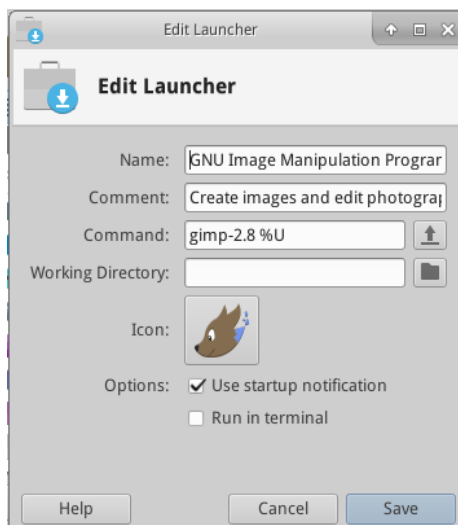 Edit Launcher
Edit Launcher
Name: GNU Image Manipulation Prograr
Comment: Create images and edit photograp
Command: gimp-2.8 %U
Working Directory:
Icon:
Options: Use startup notification
Run in terminal
Help Cancel Save